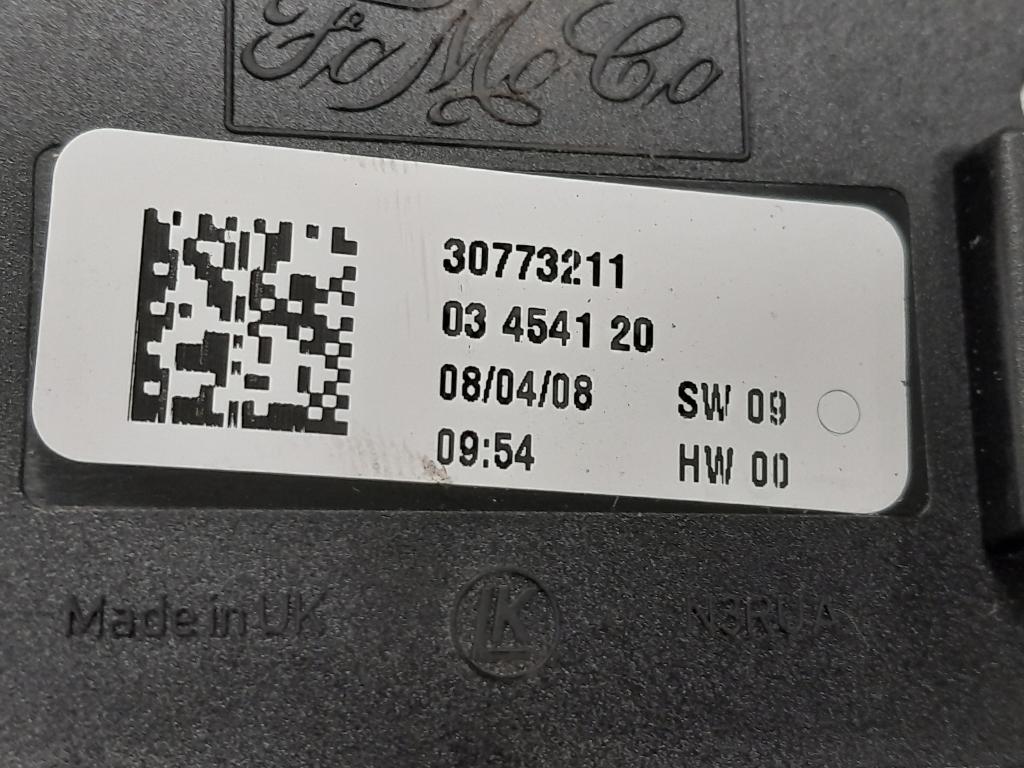 FoMoCo
30773211
03 4541 20
08/04/08 SW 09
09:54 HW 00
Made in UK LK N3RUA